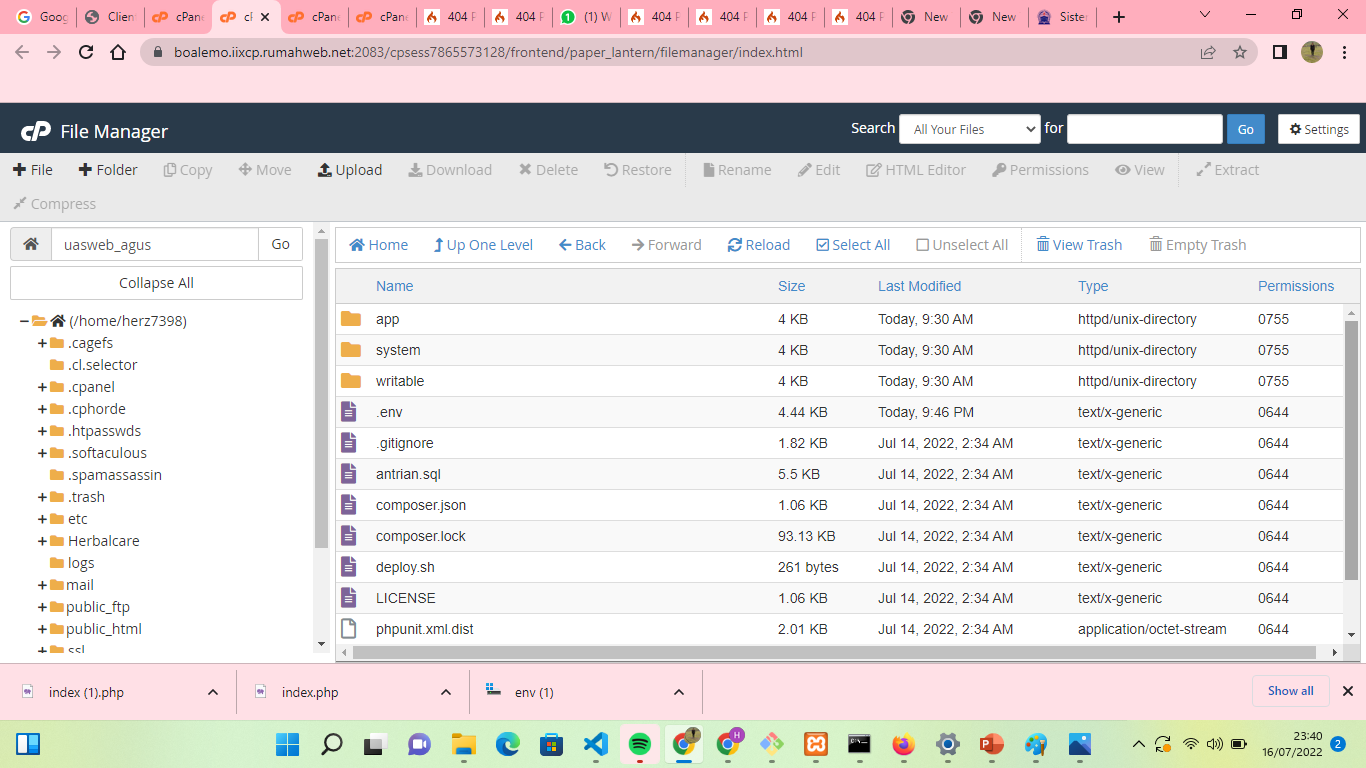 Goog
Client
cPane
cP
cPane
cPane
404 P
404 P
(1) W
404 P
404 P
404 P
404 P
New
New
Sister
boalemo.iixcp.rumahweb.net:2083/cpsess7865573128/frontend/paper_lantern/filemanager/index.html
cP File Manager
Search All Your Files for Go Settings
File Folder Copy Move Upload Download Delete Restore Rename Edit HTML Editor Permissions View Extract
Compress
uasweb_agus Go
Collapse All
(/home/herz7398)
.cagefs
.cl.selector
.cpanel
.cphorde
.htpasswds
.softaculous
.spamassassin
.trash
etc
Herbalcare
logs
mail
public_ftp
public_html
ssl
Home Up One Level Back Forward Reload Select All Unselect All View Trash Empty Trash
Name Size Last Modified Type Permissions
app 4 KB Today, 9:30 AM httpd/unix-directory 0755
system 4 KB Today, 9:30 AM httpd/unix-directory 0755
writable 4 KB Today, 9:30 AM httpd/unix-directory 0755
.env 4.44 KB Today, 9:46 PM text/x-generic 0644
.gitignore 1.82 KB Jul 14, 2022, 2:34 AM text/x-generic 0644
antrian.sql 5.5 KB Jul 14, 2022, 2:34 AM text/x-generic 0644
composer.json 1.06 KB Jul 14, 2022, 2:34 AM text/x-generic 0644
composer.lock 93.13 KB Jul 14, 2022, 2:34 AM text/x-generic 0644
deploy.sh 261 bytes Jul 14, 2022, 2:34 AM text/x-generic 0644
LICENSE 1.06 KB Jul 14, 2022, 2:34 AM text/x-generic 0644
phpunit.xml.dist 2.01 KB Jul 14, 2022, 2:34 AM application/octet-stream 0644
index (1).php
index.php
env (1)
Show all
H
23:40
16/07/2022
2